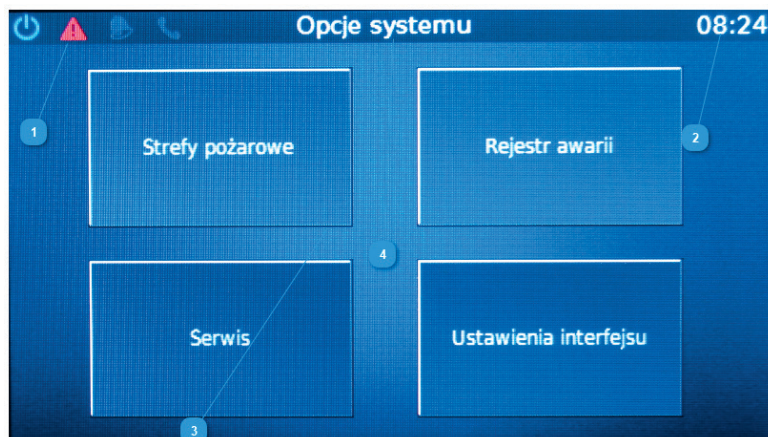 Opcje systemu 08:24
1
Strefy pożarowe Rejestr awarii
2
4
Serwis Ustawienia interfejsu
3